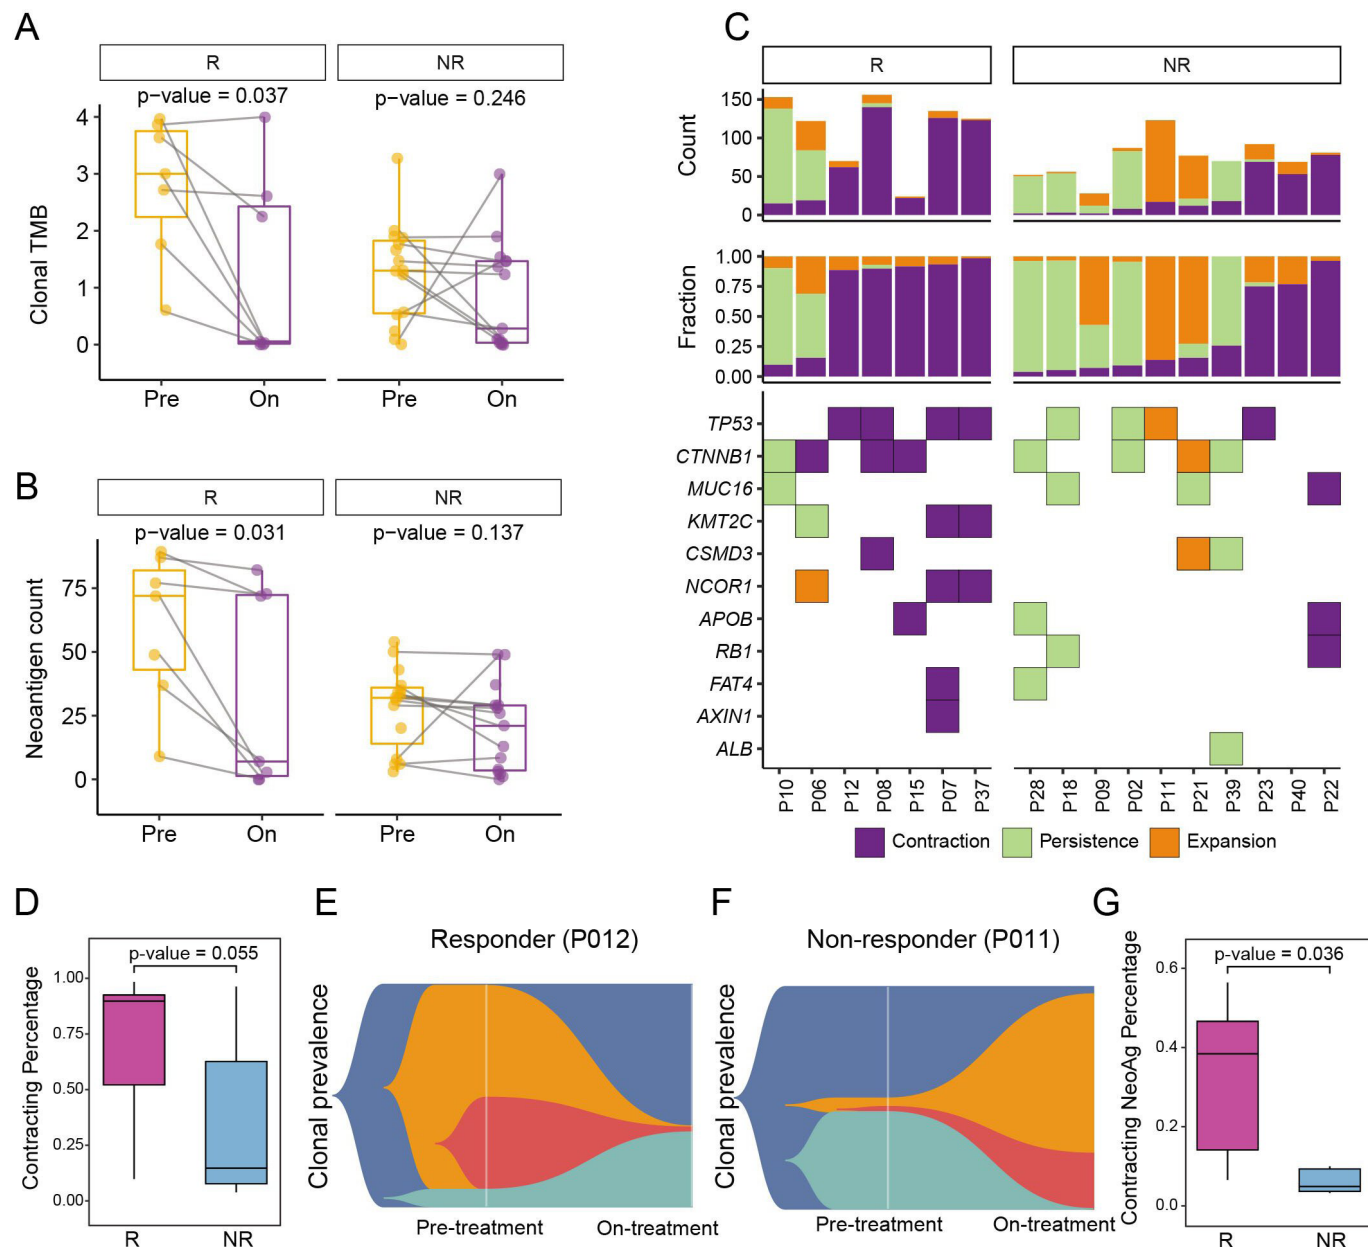 A
R
NR
p−value = 0.037
p−value = 0.246
Clonal TMB
4
3
2
1
0
Pre
On
Pre
On
B
R
NR
p−value = 0.031
p−value = 0.137
Neoantigen count
75
50
25
0
Pre
On
Pre
On
C
R
NR
Count
150
100
50
0
Fraction
1.00
0.75
0.50
0.25
0.00
TP53
CTNNB1
MUC16
KMT2C
CSMD3
NCOR1
APOB
RB1
FAT4
AXIN1
ALB
P10
P06
P12
P08
P15
P07
P37
P28
P18
P09
P02
P11
P21
P39
P23
P40
P22
Contraction
Persistence
Expansion
D
p-value = 0.055
Contracting Percentage
1.00
0.75
0.50
0.25
0.00
R
NR
E
Responder (P012)
Clonal prevalence
Pre-treatment
On-treatment
F
Non-responder (P011)
Clonal prevalence
Pre-treatment
On-treatment
G
p-value = 0.036
Contracting NeoAg Percentage
0.6
0.4
0.2
0.0
R
NR